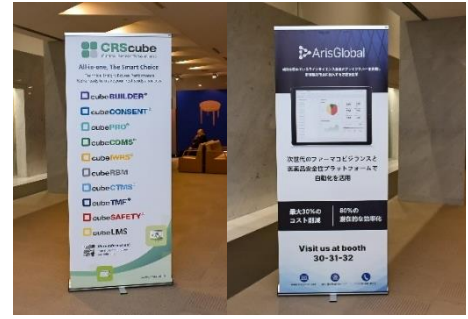 CRScube
All-in-one, The Smart Choice
cubeBUILDER+
cubeCONSENT+
cubePRO+
cubeCDMS+
cubeIWRS+
cubeRBM
cubeCTMS+
cubeTMF+
cubeSAFETY+
cubeLMS
ArisGlobal
次世代のファーマコビジランスと
医薬品安全性プラットフォームで
自動化を活用
最大30%の
コスト削減
80%の
潜在的な効率化
Visit us at booth
30-31-32